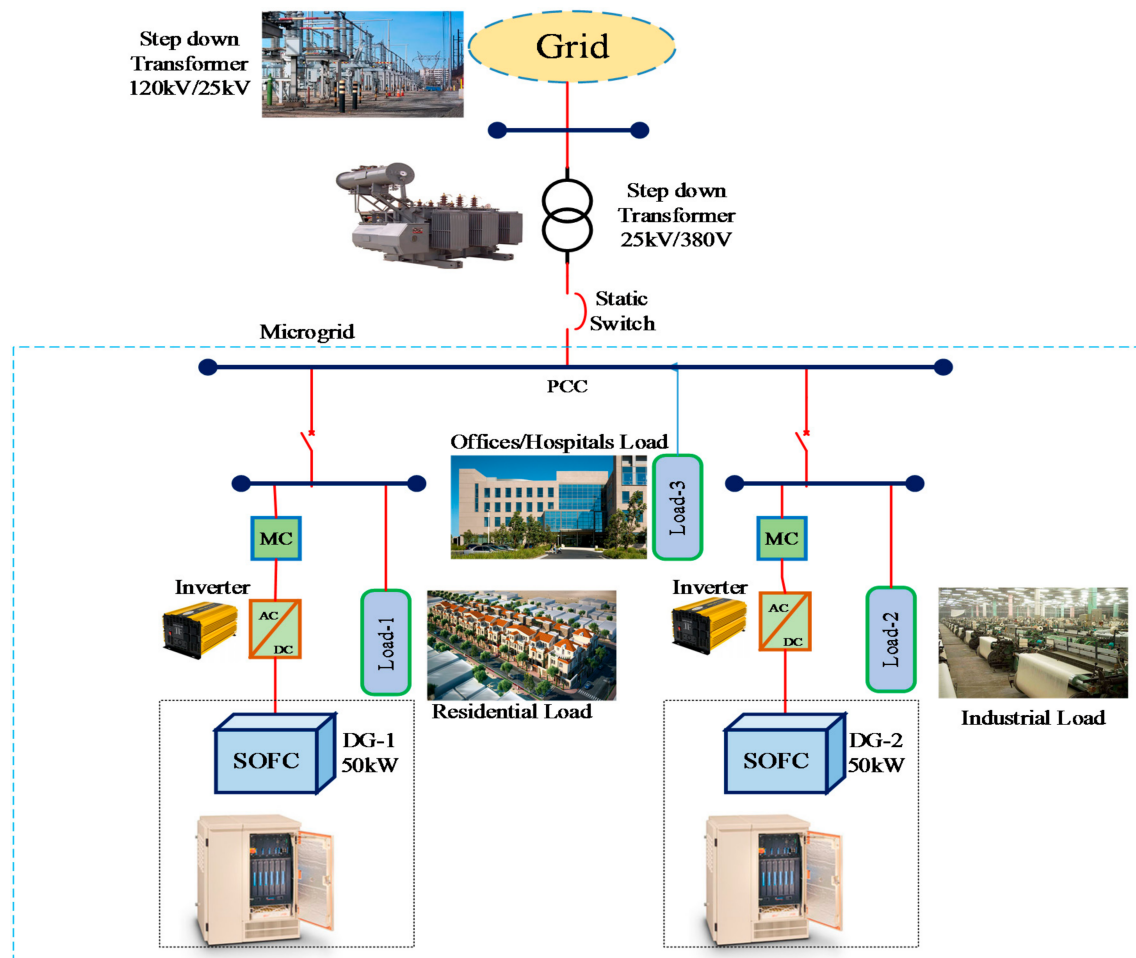 Step down
Transformer
120kV/25kV
Grid
Step down
Transformer
25kV/380V
Static
Switch
Microgrid
PCC
Offices/Hospitals Load
Load-3
MC
MC
Inverter
AC
DC
Load-1
Inverter
AC
DC
Load-2
Residential Load
Industrial Load
SOFC
DG-1
50kW
SOFC
DG-2
50kW